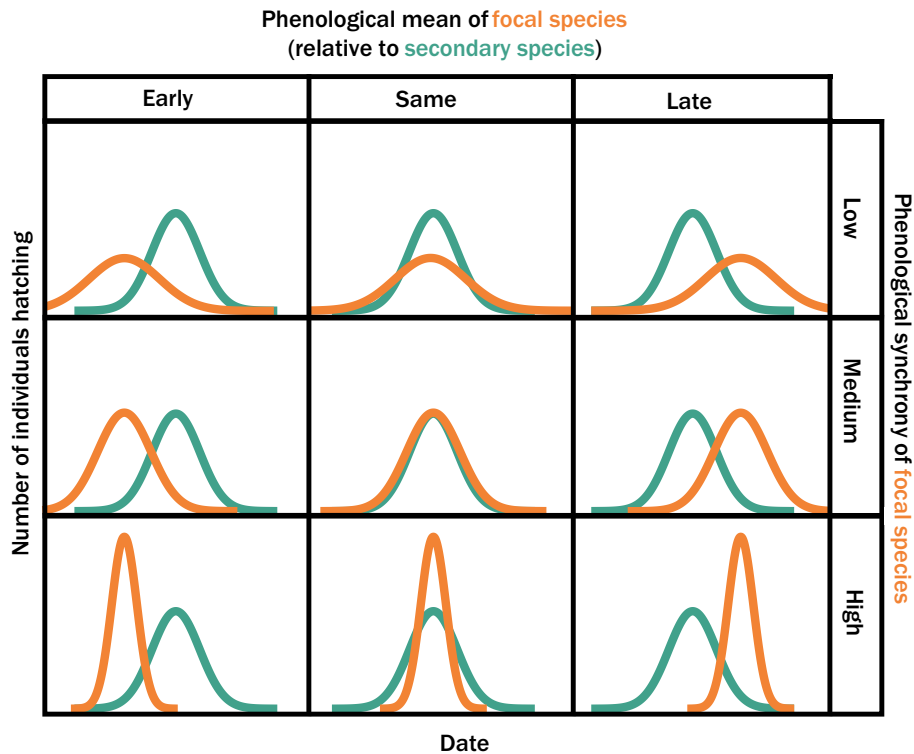 Phenological mean of focal species
(relative to secondary species)
Early
Same
Late
Number of individuals hatching
Low
Medium
High
Phenological synchrony of focal species
Date